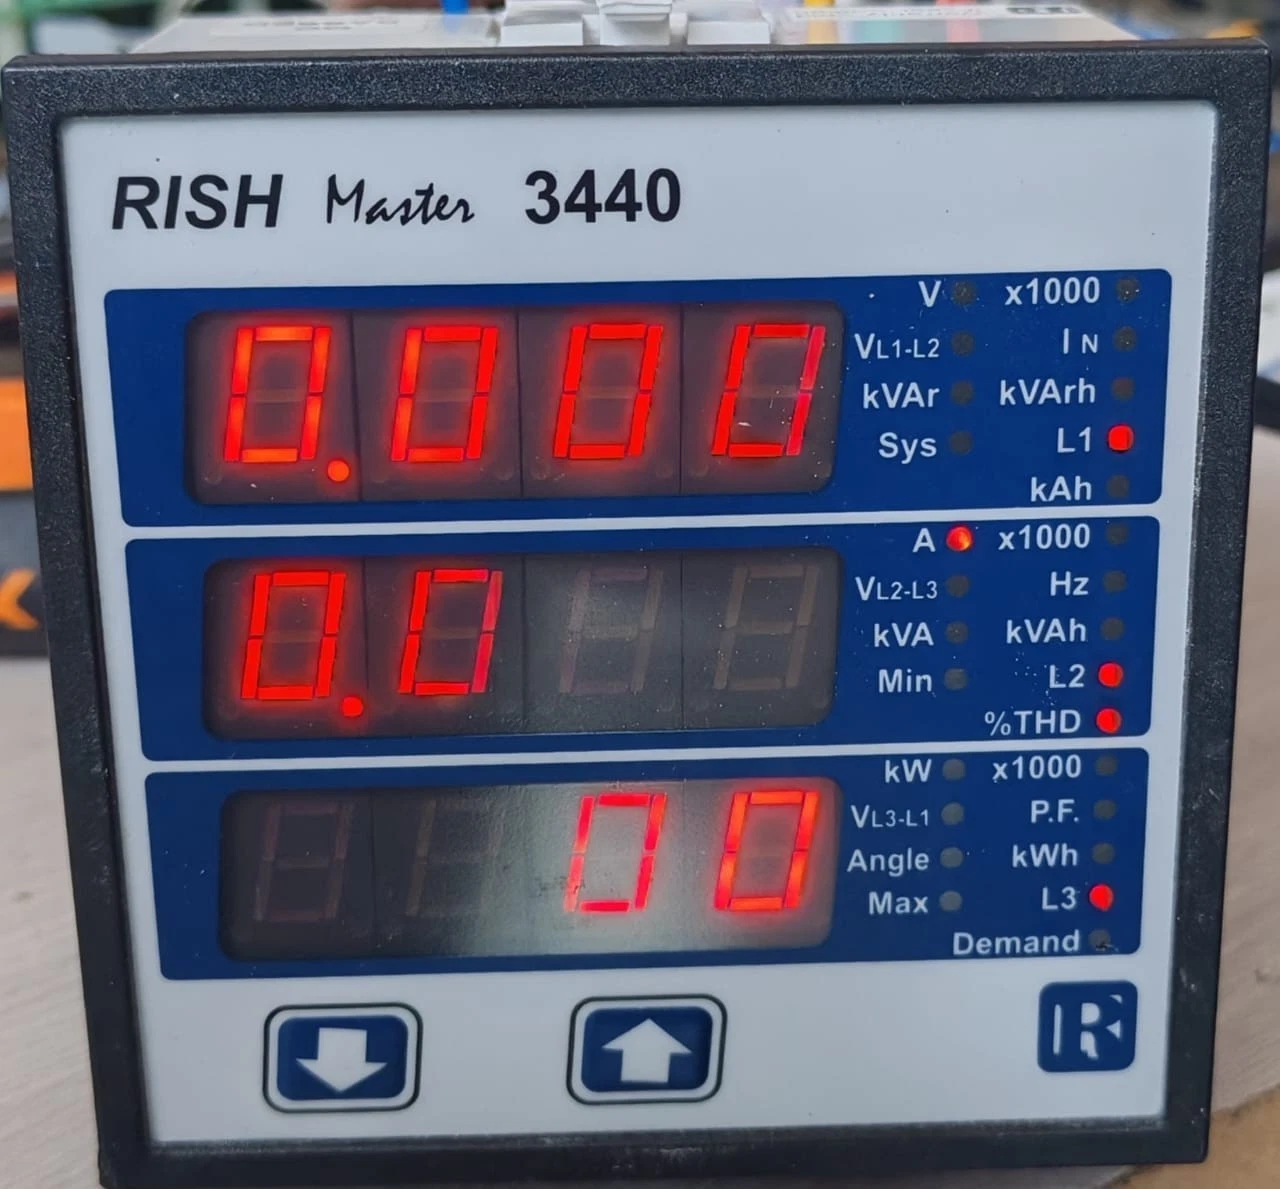 RISH Master 3440
0.000
V x1000
VL1-L2 IN
kVAr kVArh
Sys L1
kAh
0.0
A x1000
VL2-L3 Hz
kVA kVAh
Min L2
%THD
00
kW x1000
VL3-L1 P.F.
Angle kWh
Max L3
Demand
R